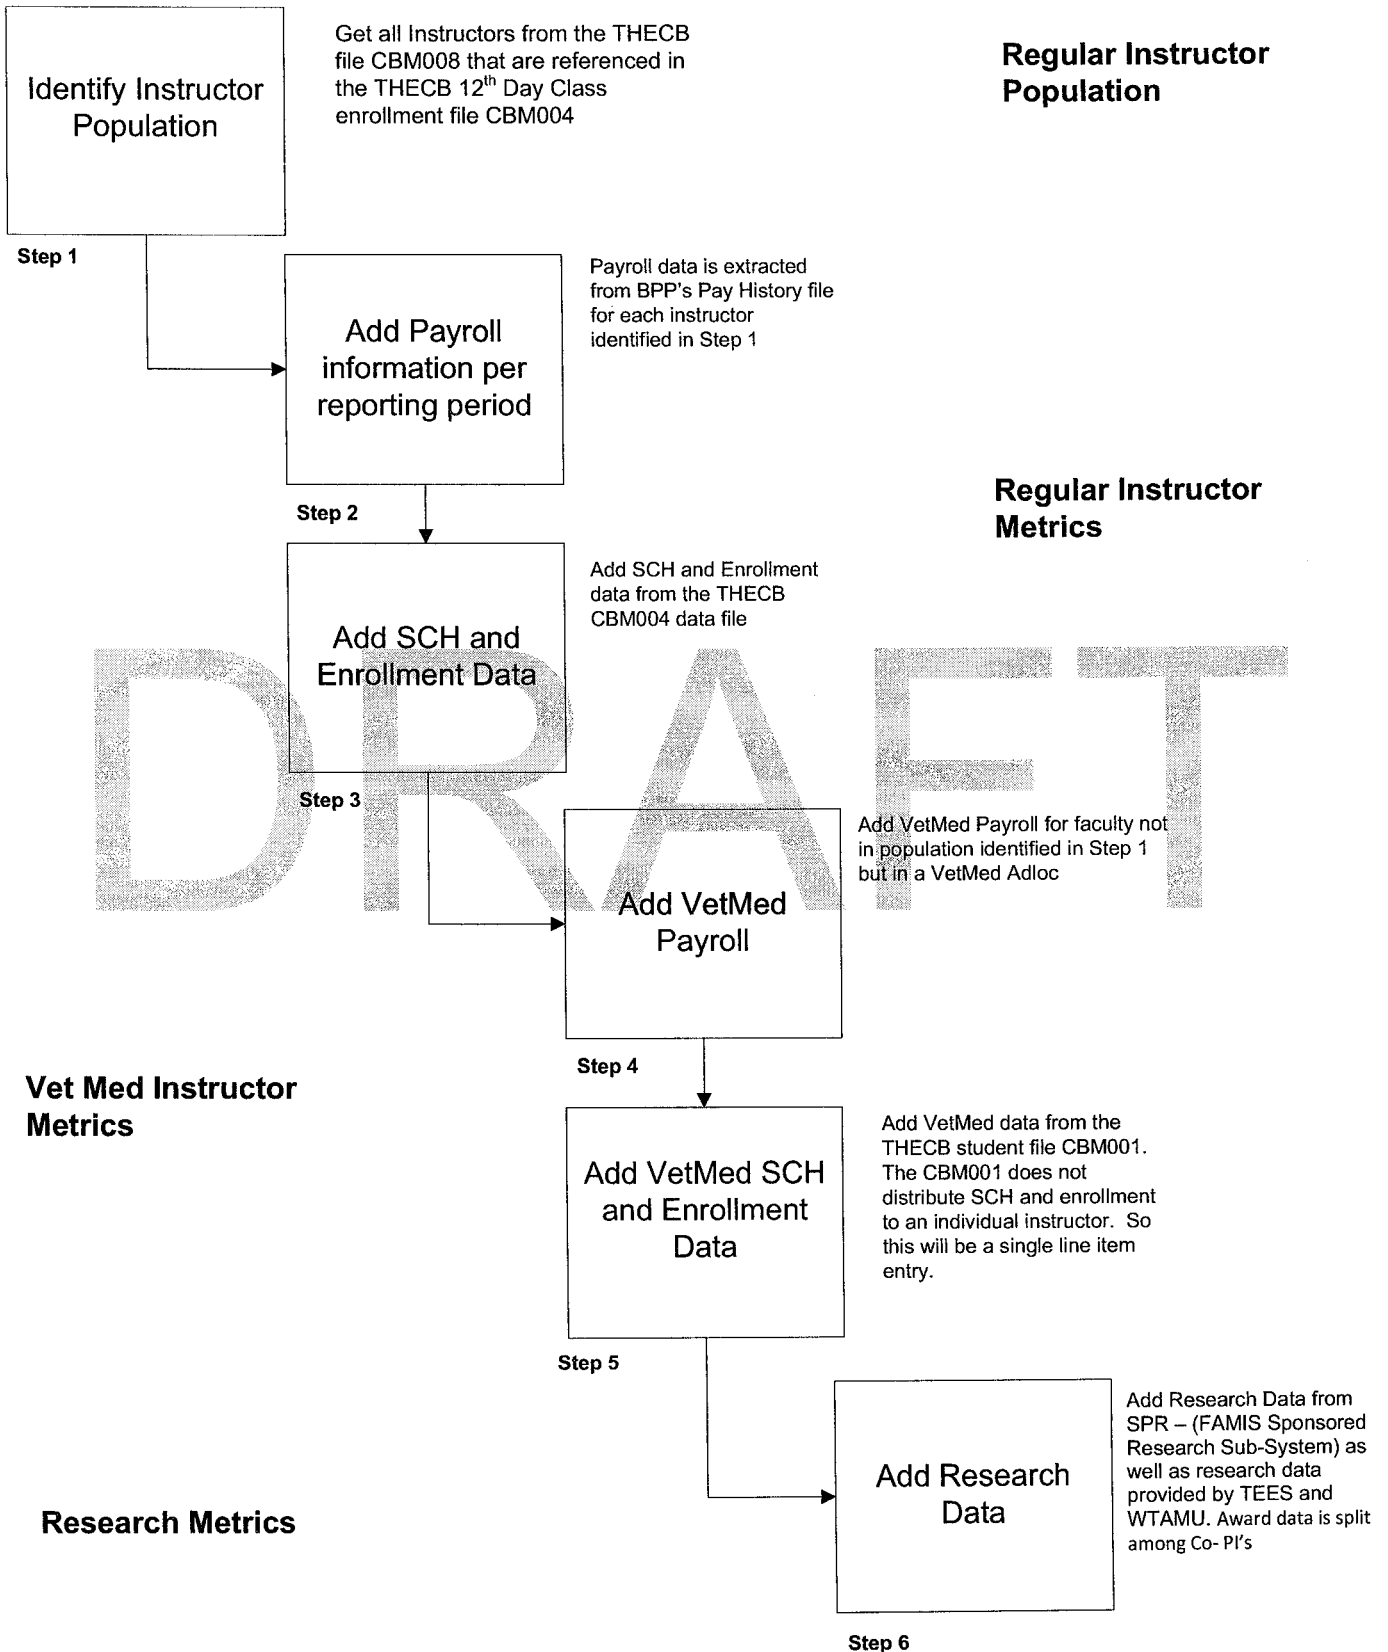 Identify Instructor
Population
Get all Instructors from the THECB
file CBM008 that are referenced in
the THECB 12th Day Class
enrollment file CBM004
Regular Instructor
Population
Step 1
Add Payroll
information per
reporting period
Payroll data is extracted
from BPP's Pay History file
for each instructor
identified in Step 1
Step 2
Regular Instructor
Metrics
Add SCH and
Enrollment Data
Add SCH and Enrollment
data from the THECB
CBM004 data file
DRAFT
Step 3
Add VetMed
Payroll
Add VetMed Payroll for faculty not
in population identified in Step 1
but in a VetMed Adloc
Step 4
Vet Med Instructor
Metrics
Add VetMed SCH
and Enrollment
Data
Add VetMed data from the
THECB student file CBM001.
The CBM001 does not
distribute SCH and enrollment
to an individual instructor.  So
this will be a single line item
entry.
Step 5
Add Research
Data
Add Research Data from
SPR – (FAMIS Sponsored
Research Sub-System) as
well as research data
provided by TEES and
WTAMU. Award data is split
among Co- PI's
Research Metrics
Step 6